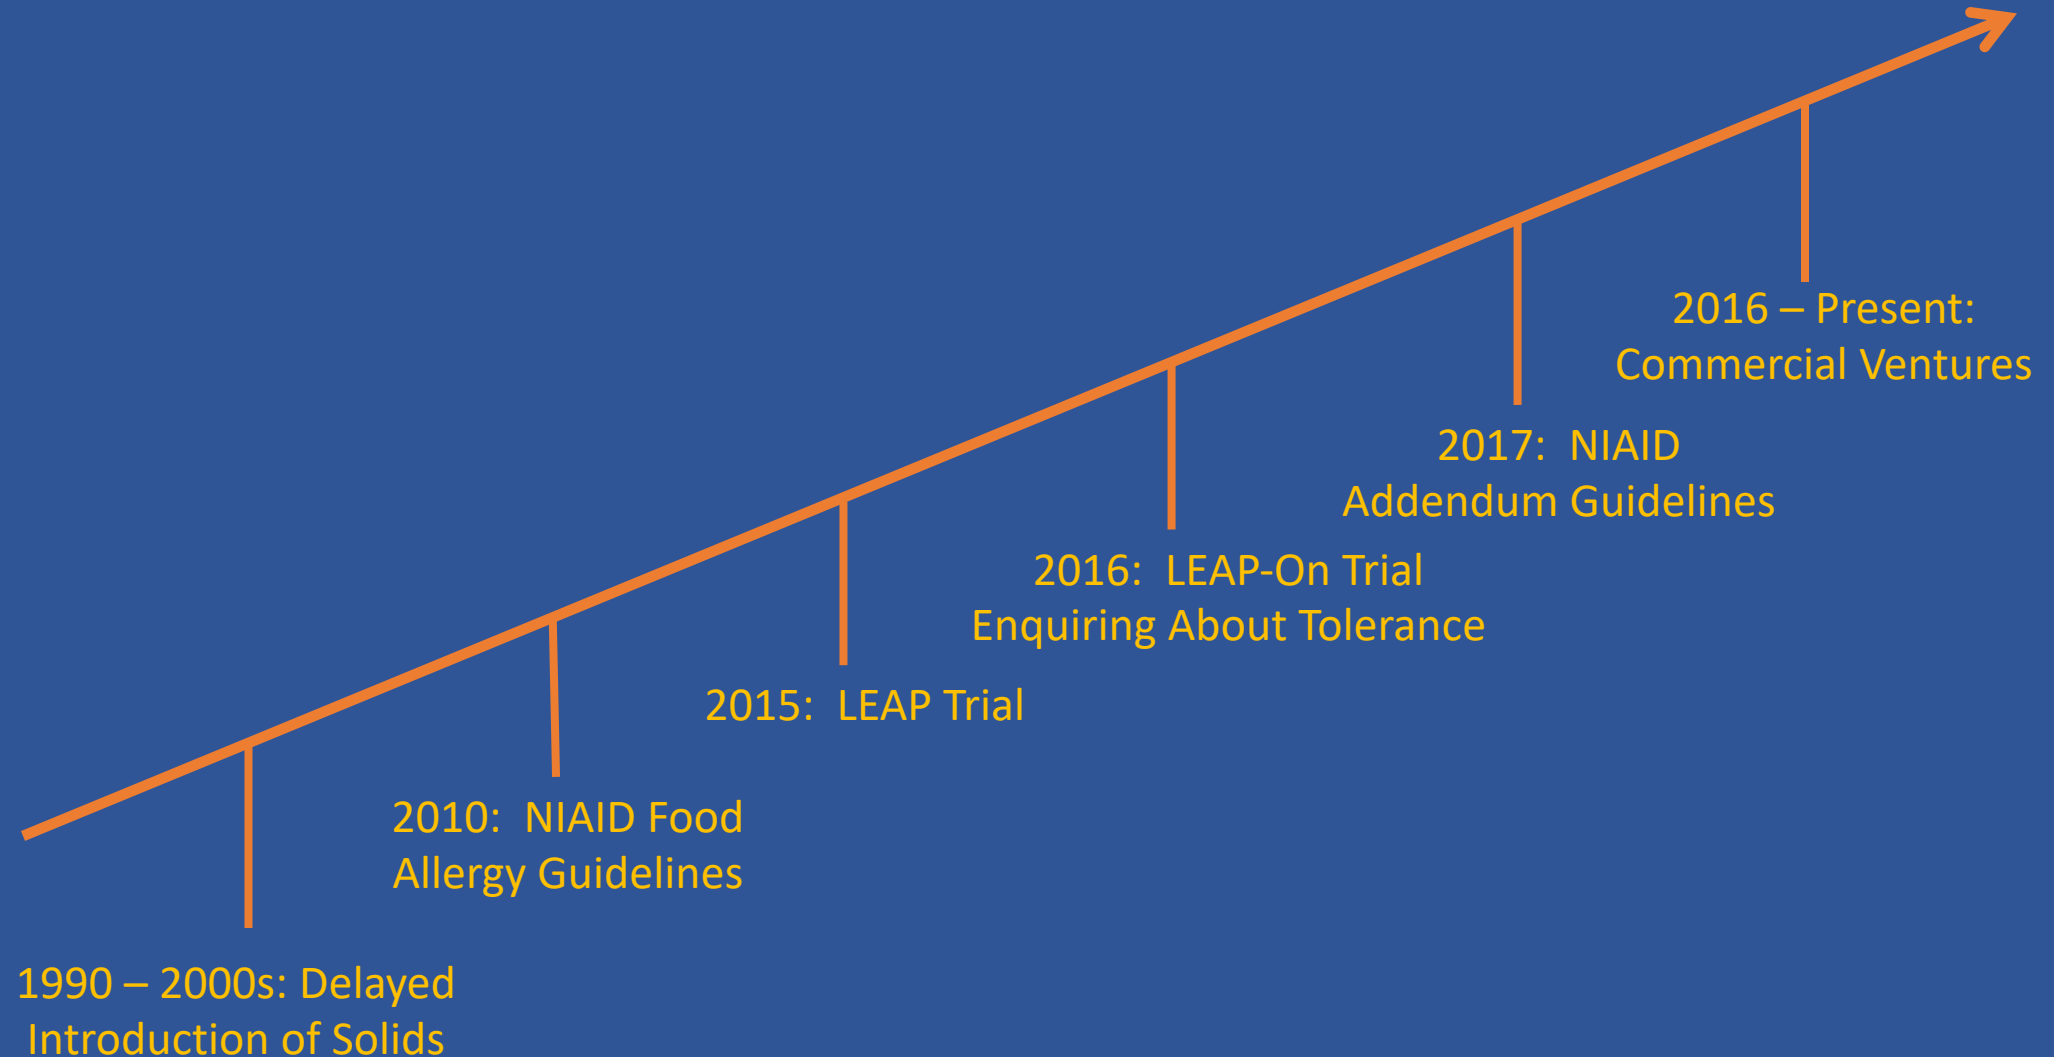 2016 – Present:
Commercial Ventures
2017:  NIAID
Addendum Guidelines
2016:  LEAP-On Trial
Enquiring About Tolerance
2015:  LEAP Trial
2010:  NIAID Food
Allergy Guidelines
1990 – 2000s: Delayed
Introduction of Solids